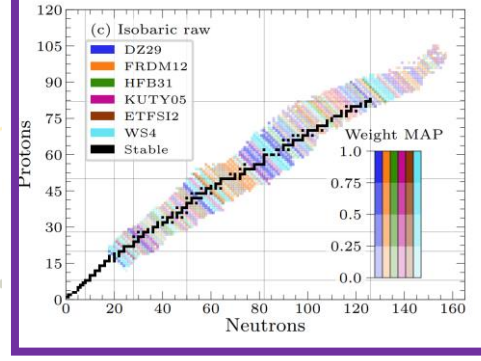 (c) Isobaric raw
DZ29
FRDM12
HFB31
KUTY05
ETFSI2
WS4
Stable
Weight MAP
1.0
0.75
0.5
0.25
0.0
Protons
120
105
90
75
60
45
30
15
0
0 20 40 60 80 100 120 140 160
Neutrons